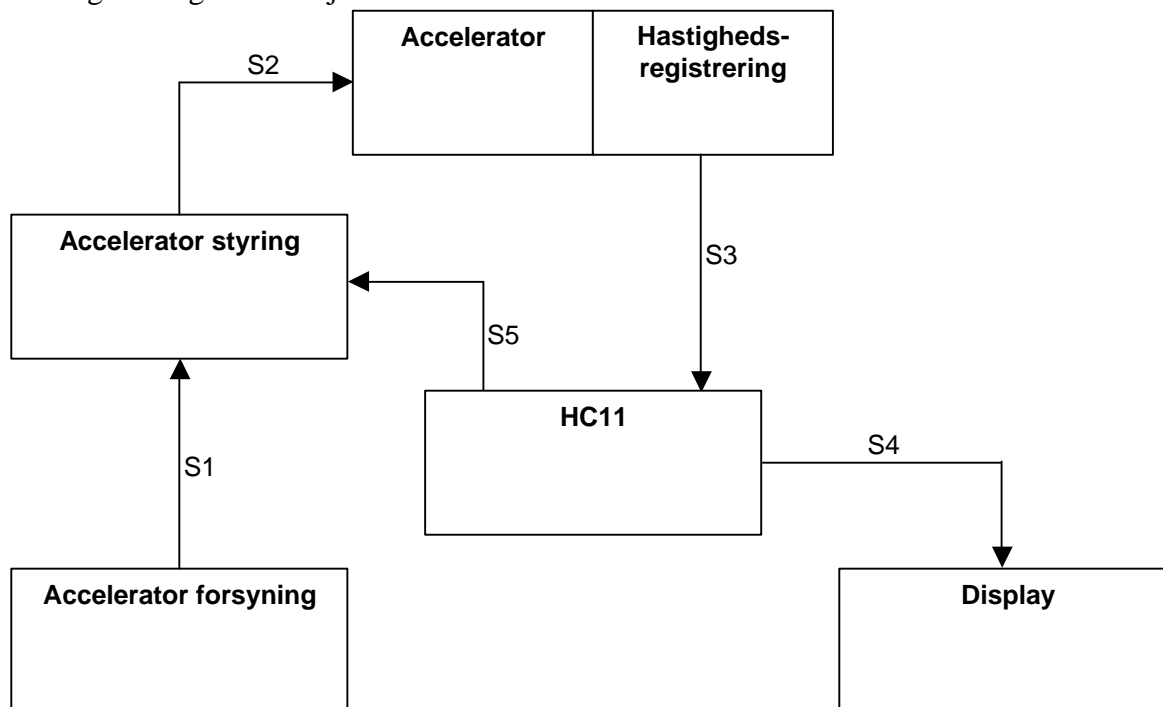 Accelerator
Hastigheds-
registrering
S2
Accelerator styring
S3
S5
HC11
S4
S1
Accelerator forsyning
Display